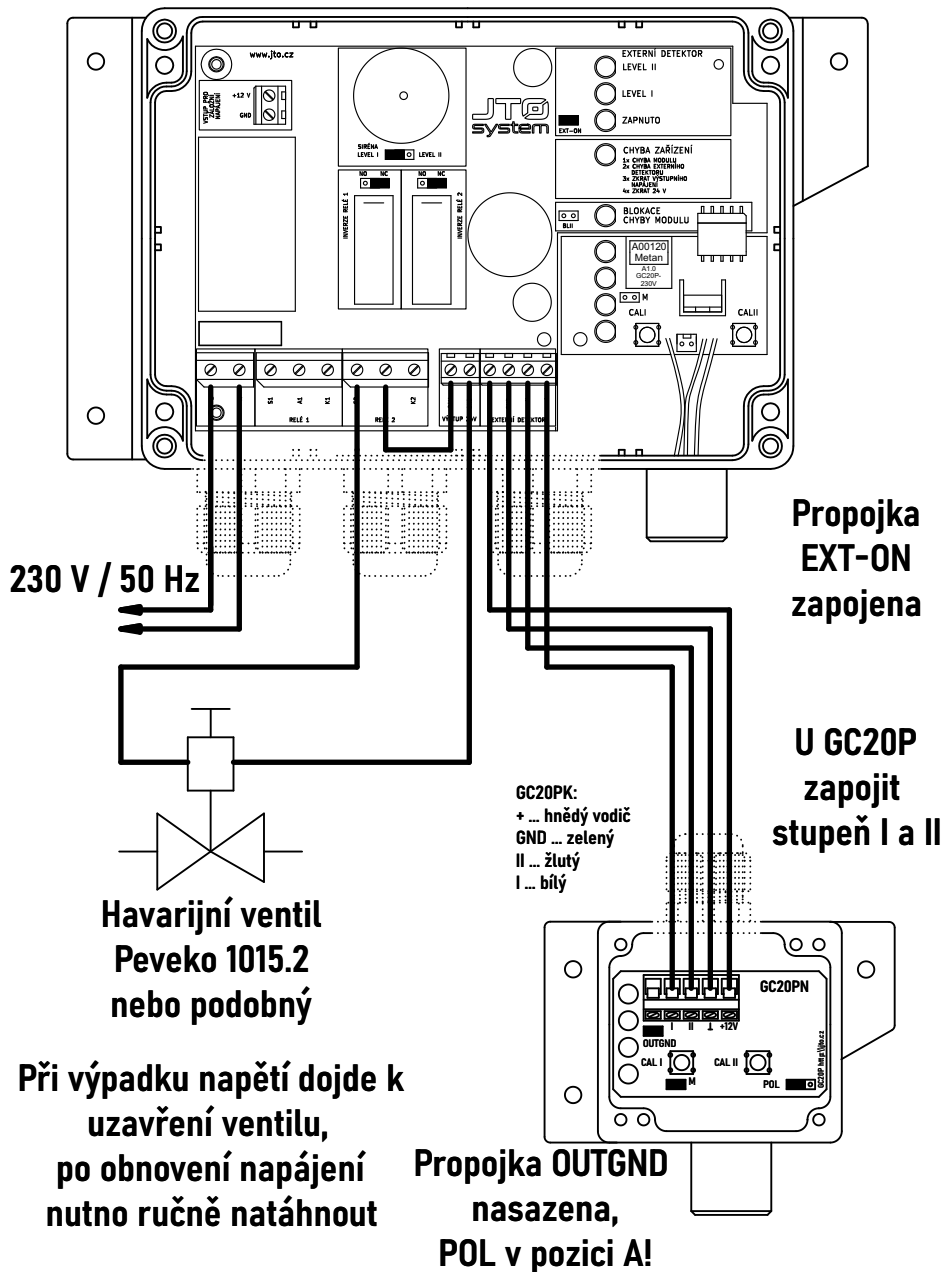 www.jto.cz
VSTUP PRO
ZÁLOŽNÍ
NAPÁJENÍ
+12 V
GND
SIRÉNA
LEVEL I
LEVEL II
JTO
system
EXTERNÍ DETEKTOR
LEVEL II
LEVEL I
ZAPNUTO
EXT-ON
CHYBA ZAŘÍZENÍ
1x CHYBA MODULU
2x CHYBA EXTERNÍHO
DETEKTORU
3x ZKRAT VÝSTUPNÍHO
NAPÁJENÍ
4x ZKRAT 24 V
NO NC
NO NC
INVERZE RELÉ 1
INVERZE RELÉ 2
BLOKACE
CHYBY MODULU
BLII
A00120
Metan
A1.0
GC20P-
230V
M
CALI
CALII
S1
A1
K1
K2
RELÉ 1
RELÉ 2
VÝSTUP
EXTERNÍ DETEKTOR
230 V / 50 Hz
Propojka
EXT-ON
zapojena
U GC20P
zapojit
stupeň I a II
GC20PK:
+ ... hnědý vodič
GND ... zelený
II ... žlutý
I ... bílý
Havarijní ventil
Peveko 1015.2
nebo podobný
GC20PN
I II ⊥ +12V
OUTGND
CAL I
CAL II
M
POL
GC20P http:\\jto.cz
Při výpadku napětí dojde k
uzavření ventilu,
po obnovení napájení
nutno ručně natáhnout
Propojka OUTGND
nasazena,
POL v pozici A!